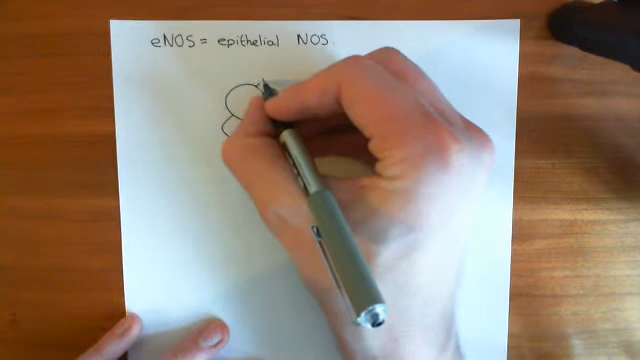 eNOS = epithelial NOS.